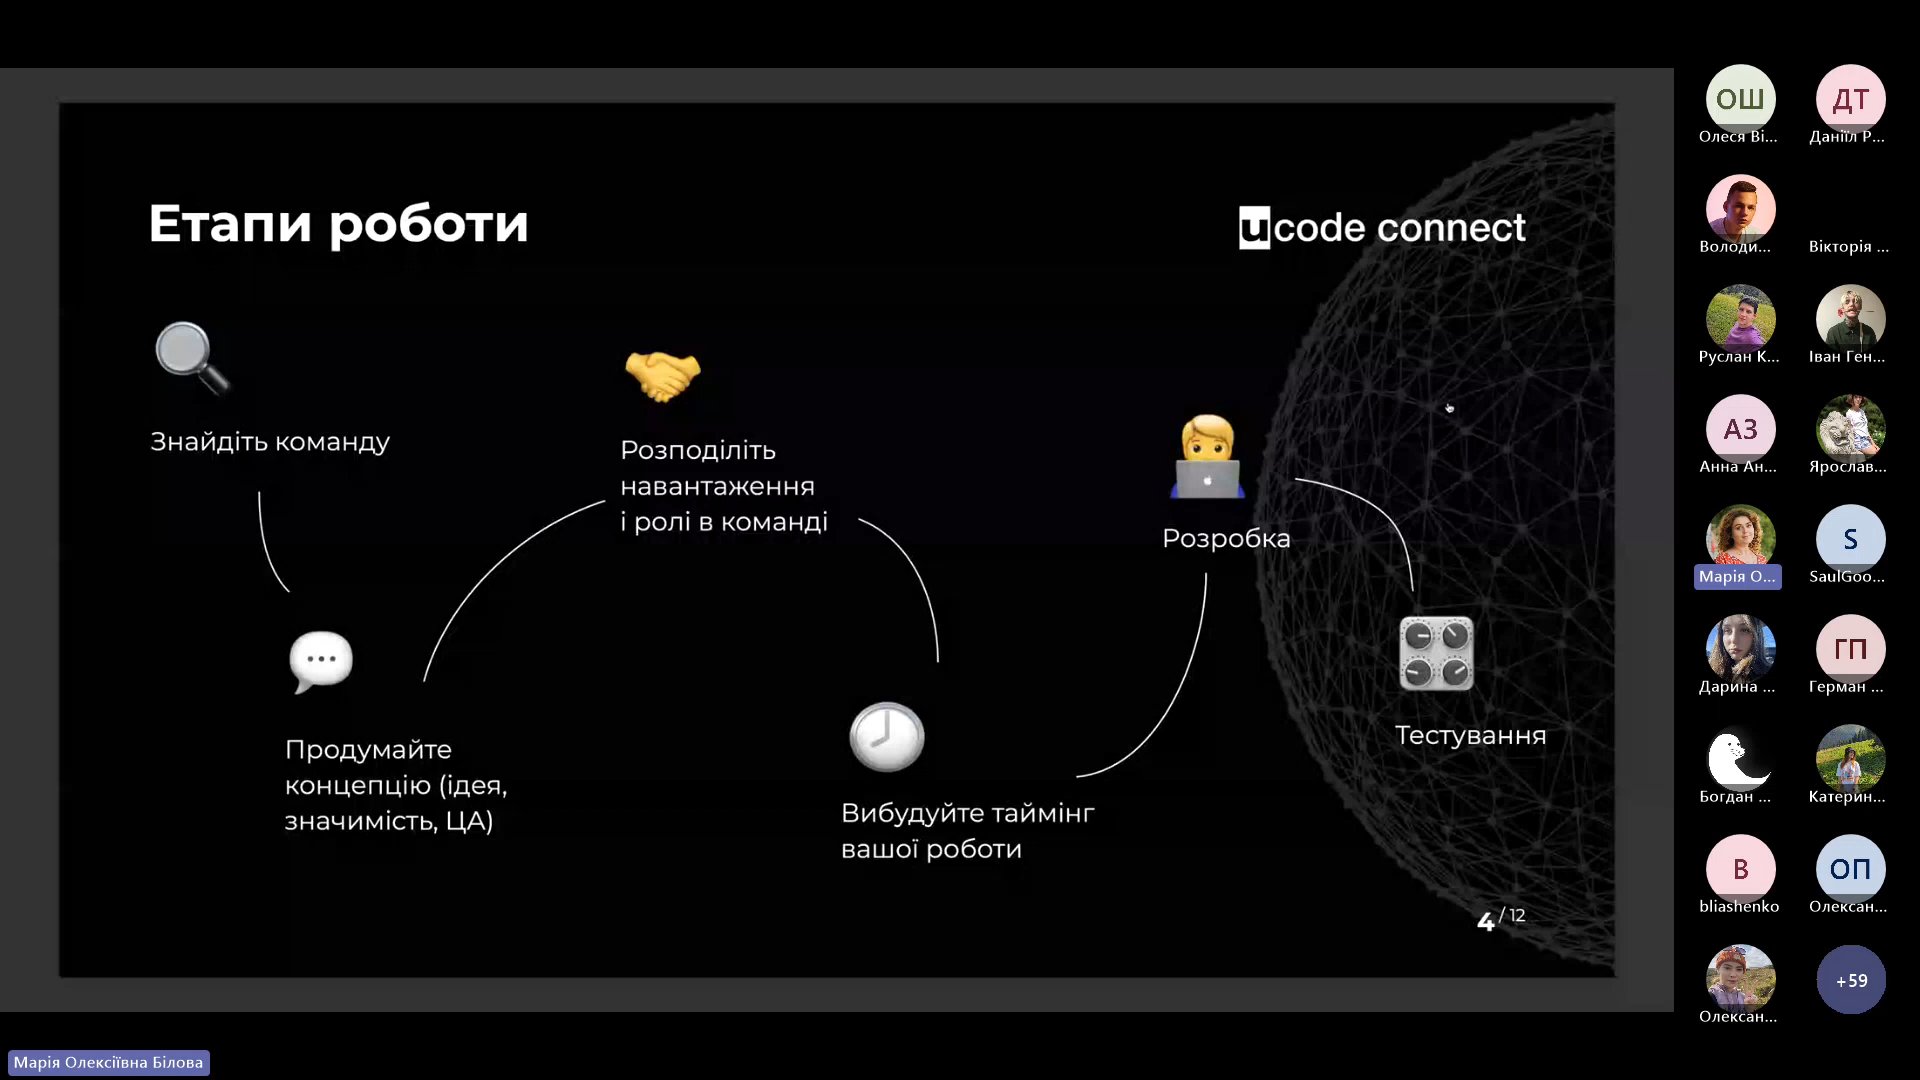 Етапи роботи
ucode connect
Знайдіть команду
Розподіліть
навантаження
і ролі в команді
Розробка
Продумайте
концепцію (ідея,
значимість, ЦА)
Вибудуйте таймінг
вашої роботи
Тестування
4 / 12
ОШ
Олеся Ві...
ДТ
Данііл Р...
Володи...
Вікторія ...
Руслан К...
Іван Ген...
АЗ
Анна Ан...
Ярослав...
Марія О...
S
SaulGoo...
Дарина ...
ГП
Герман ...
Богдан ...
Катерин...
B
bliashenko
ОП
Олексан...
Олексан...
+59
Марія Олексіївна Білова